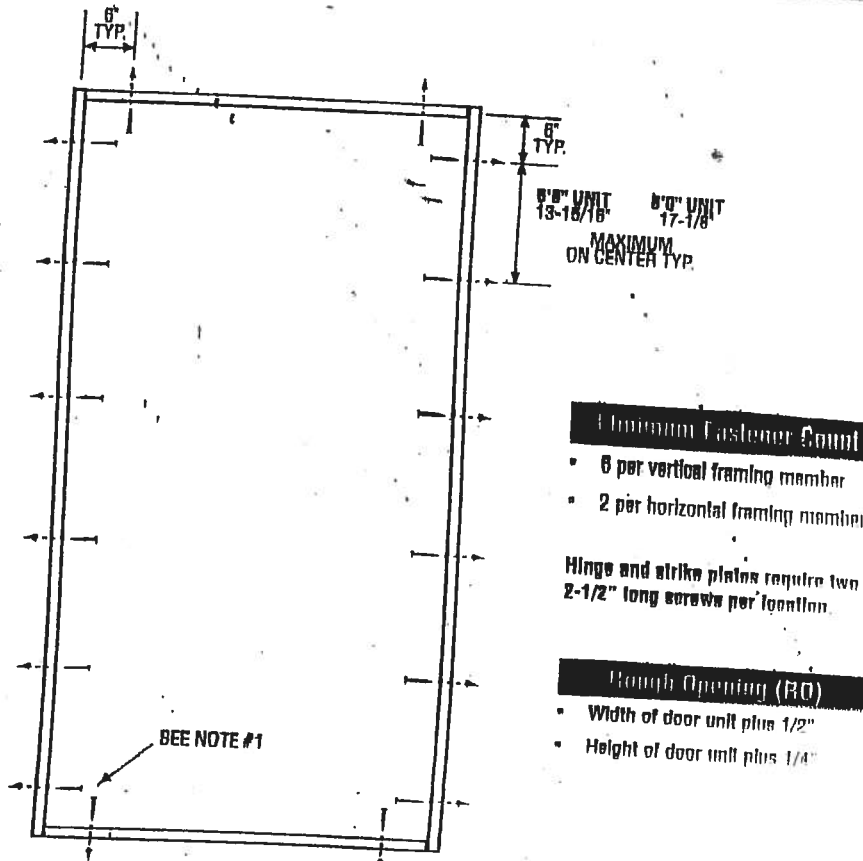 6"
TYP.
6"
TYP.
6'8" UNIT 8'0" UNIT
13-15/16" 17-1/8"
MAXIMUM
ON CENTER TYP.
Minimum Fastener Count
• 6 per vertical framing member
• 2 per horizontal framing member
Hinge and strike plates require two
2-1/2" long screws per location.
Rough Opening (RO)
• Width of door unit plus 1/2"
• Height of door unit plus 1/4"
SEE NOTE #1